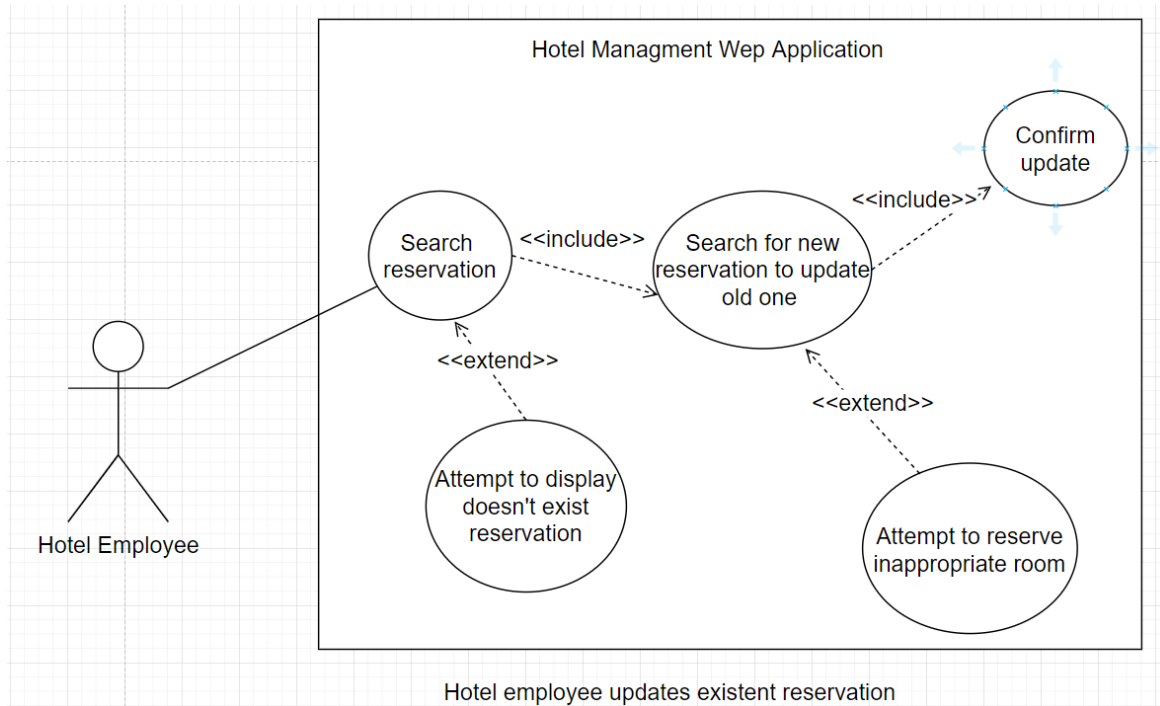 Hotel Managment Wep Application
Confirm
update
<<include>>
Search
reservation
<<include>>
Search for new
reservation to update
old one
<<extend>>
<<extend>>
Attempt to display
doesn't exist
reservation
Attempt to reserve
inappropriate room
Hotel Employee
Hotel employee updates existent reservation